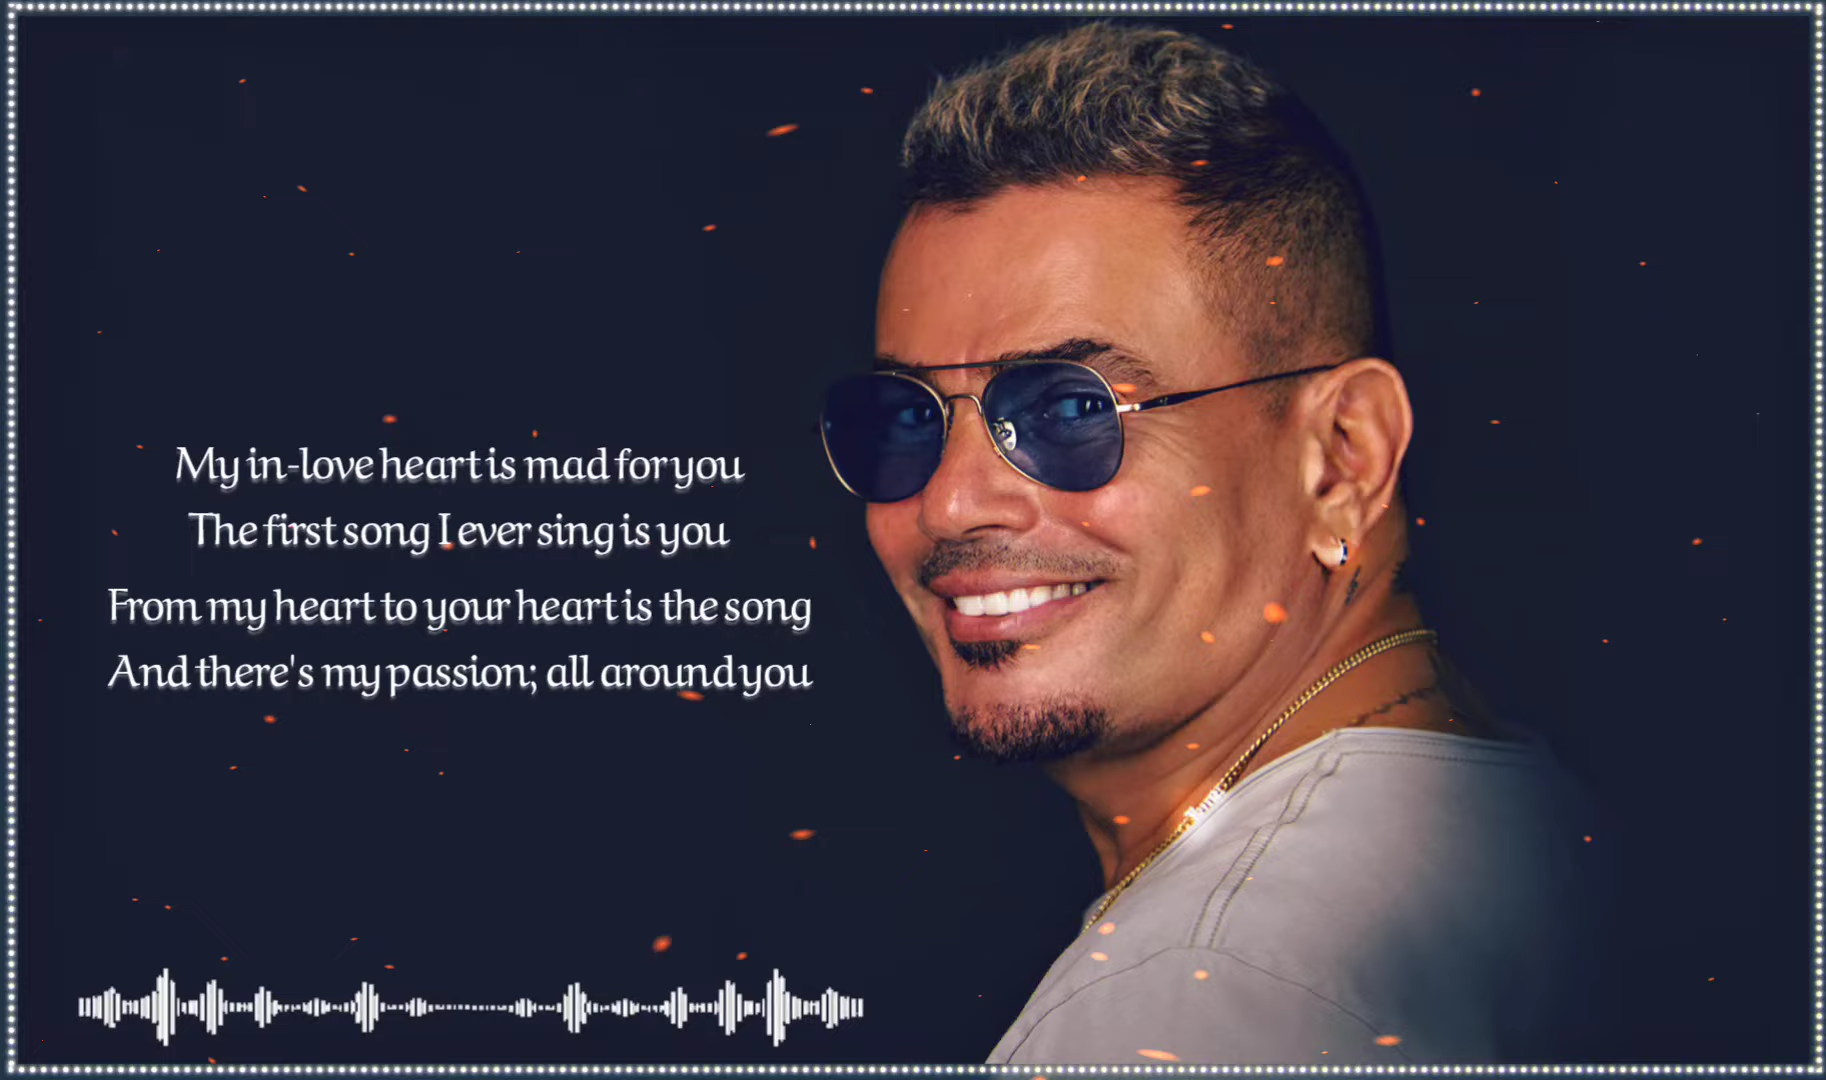 My in-love heart is mad for you
The first song I ever sing is you
From my heart to your heart is the song
And there's my passion; all around you